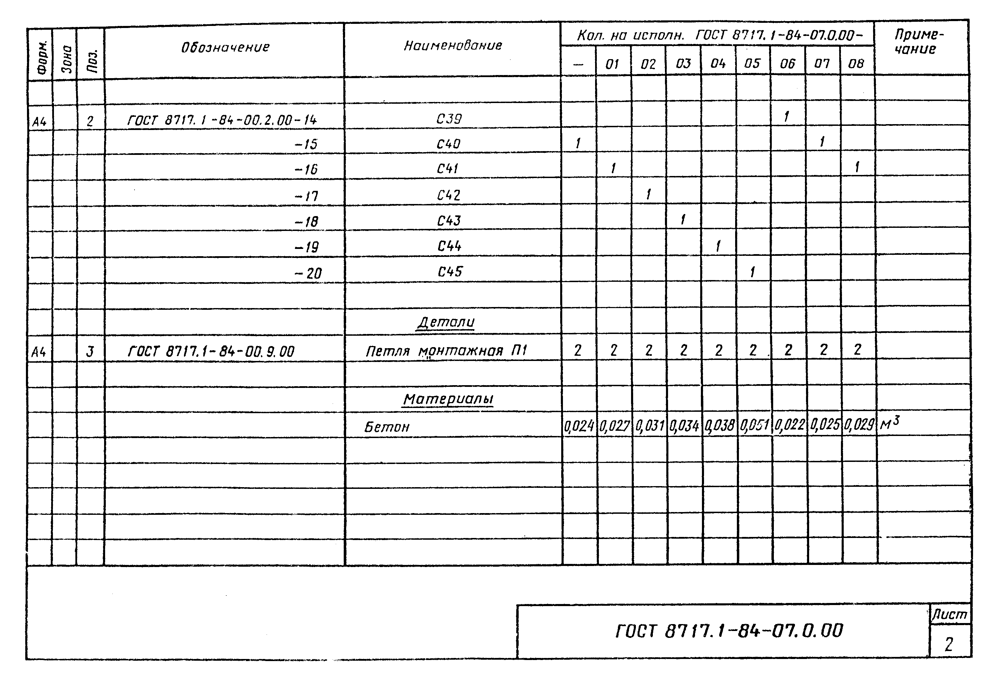 Форм.
Зона
Поз.
Обозначение
Наименование
Кол. на исполн. ГОСТ 8717.1-84-07.0.00-
Приме-
чание
— 01 02 03 04 05 06 07 08
А4 2 ГОСТ 8717.1-84-00.2.00-14 С39 1
-15 С40 1 1
-16 С41 1 1
-17 С42 1
-18 С43 1
-19 С44 1
-20 С45 1
Детали
А4 3 ГОСТ 8717.1-84-00.9.00 Петля монтажная П1 2 2 2 2 2 2 2 2 2
Материалы
Бетон 0,024 0,027 0,031 0,034 0,038 0,051 0,022 0,025 0,029 м³
ГОСТ 8717.1-84-07.0.00
Лист
2